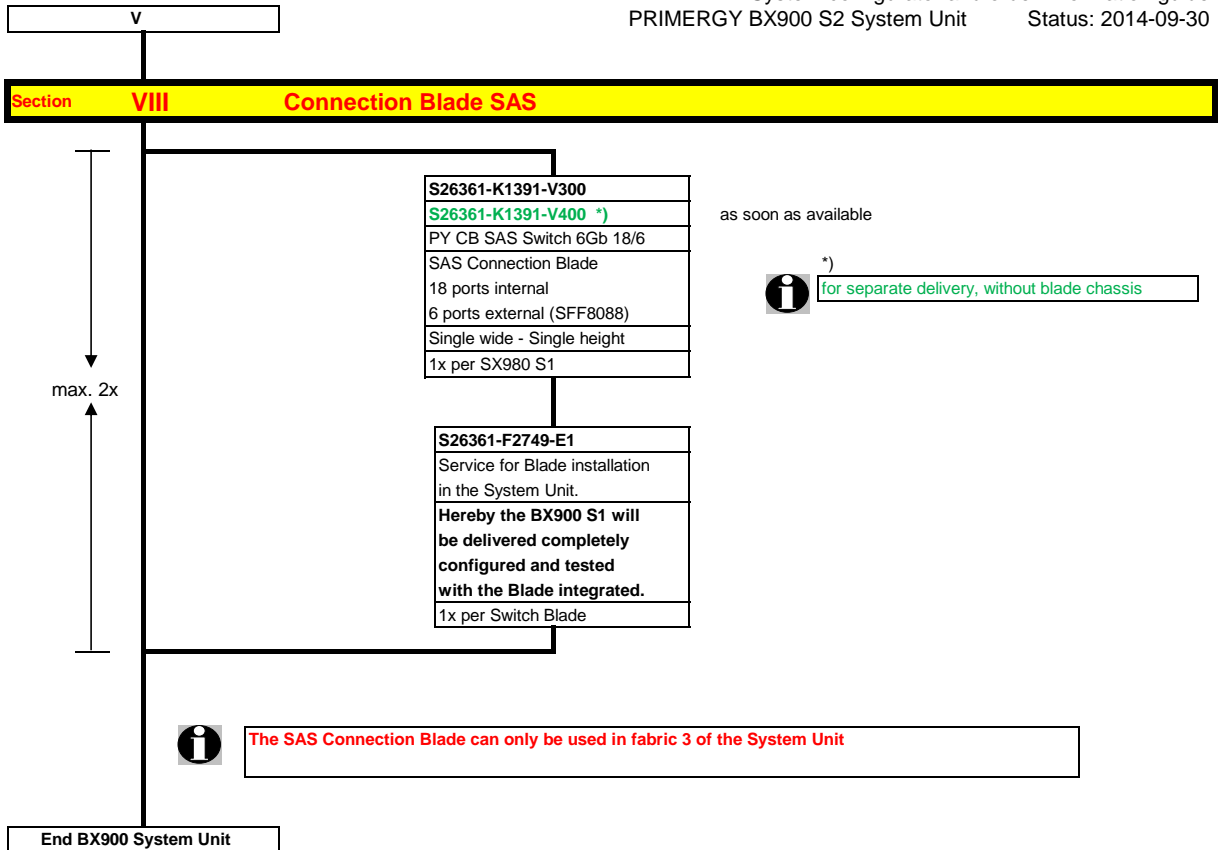 PRIMERGY BX900 S2 System Unit Status: 2014-09-30
V
Section VIII Connection Blade SAS
S26361-K1391-V300
S26361-K1391-V400 *) as soon as available
PY CB SAS Switch 6Gb 18/6
SAS Connection Blade
*)
18 ports internal
for separate delivery, without blade chassis
6 ports external (SFF8088)
Single wide - Single height
1x per SX980 S1
max. 2x
S26361-F2749-E1
Service for Blade installation
in the System Unit.
Hereby the BX900 S1 will
be delivered completely
configured and tested
with the Blade integrated.
1x per Switch Blade
The SAS Connection Blade can only be used in fabric 3 of the System Unit
End BX900 System Unit